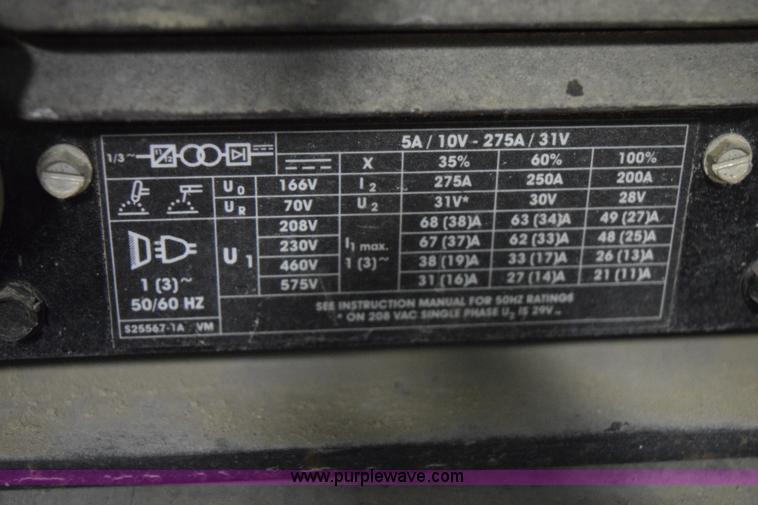 5A / 10V - 275A / 31V
1/3~ f1 f2 X 35% 60% 100%
U0 166V I2 275A 250A 200A
UR 70V U2 31V* 30V 28V
208V 68 (38)A 63 (34)A 49 (27)A
U1 230V I1 max. 67 (37)A 62 (33)A 48 (25)A
1 (3)~ 460V 1 (3)~ 38 (19)A 33 (17)A 26 (13)A
50/60 HZ 575V 31 (16)A 27 (14)A 21 (11)A
SEE INSTRUCTION MANUAL FOR 50HZ RATINGS
S25567-1A VM * ON 208 VAC SINGLE PHASE U2 IS 29V
www.purplewave.com